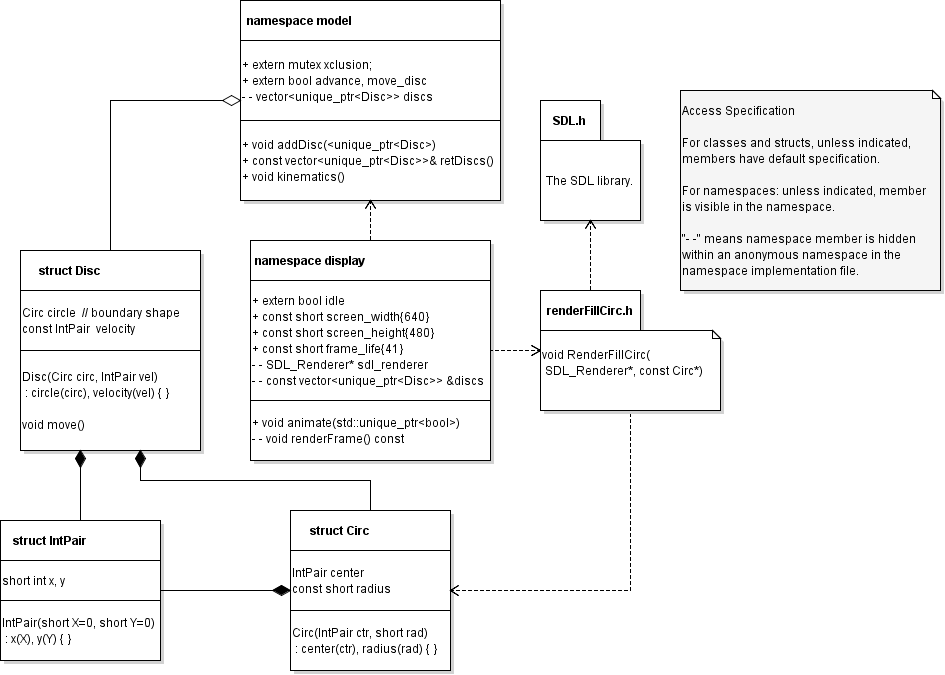 namespace model
+ extern mutex xclusion;
+ extern bool advance, move_disc
- - vector<unique_ptr<Disc>> discs
+ void addDisc(<unique_ptr<Disc>)
+ const vector<unique_ptr<Disc>>& retDiscs()
+ void kinematics()
SDL.h
The SDL library.
Access Specification
For classes and structs, unless indicated,
members have default specification.
For namespaces: unless indicated, member
is visible in the namespace.
"- -" means namespace member is hidden
within an anonymous namespace in the
namespace implementation file.
struct Disc
Circ circle  // boundary shape
const IntPair  velocity
Disc(Circ circ, IntPair vel)
: circle(circ), velocity(vel) { }
void move()
namespace display
+ extern bool idle
+ const short screen_width{640}
+ const short screen_height{480}
+ const short frame_life{41}
- - SDL_Renderer* sdl_renderer
- - const vector<unique_ptr<Disc>> &discs
+ void animate(std::unique_ptr<bool>)
- - void renderFrame() const
renderFillCirc.h
void RenderFillCirc(
SDL_Renderer*, const Circ*)
struct IntPair
short int x, y
IntPair(short X=0, short Y=0)
: x(X), y(Y) { }
struct Circ
IntPair center
const short radius
Circ(IntPair ctr, short rad)
: center(ctr), radius(rad) { }